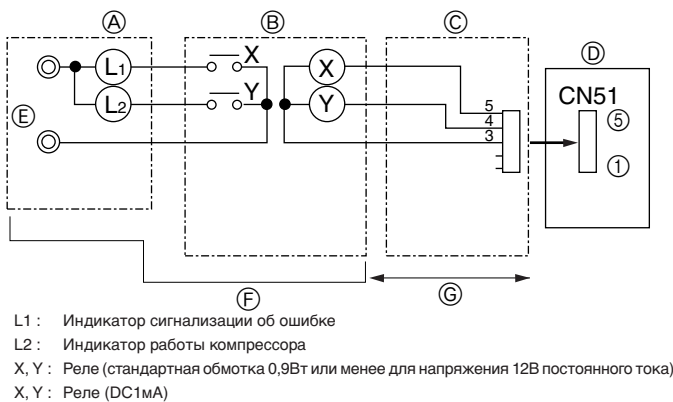 Ⓐ Ⓑ Ⓒ
Ⓓ
L1 X X
CN51
Ⓔ L2 Y Y
5
4
3
⑤
①
Ⓕ Ⓖ
L1 : Индикатор сигнализации об ошибке
L2 : Индикатор работы компрессора
X, Y : Реле (стандартная обмотка 0,9Вт или менее для напряжения 12В постоянного тока)
X, Y : Реле (DC1мА)